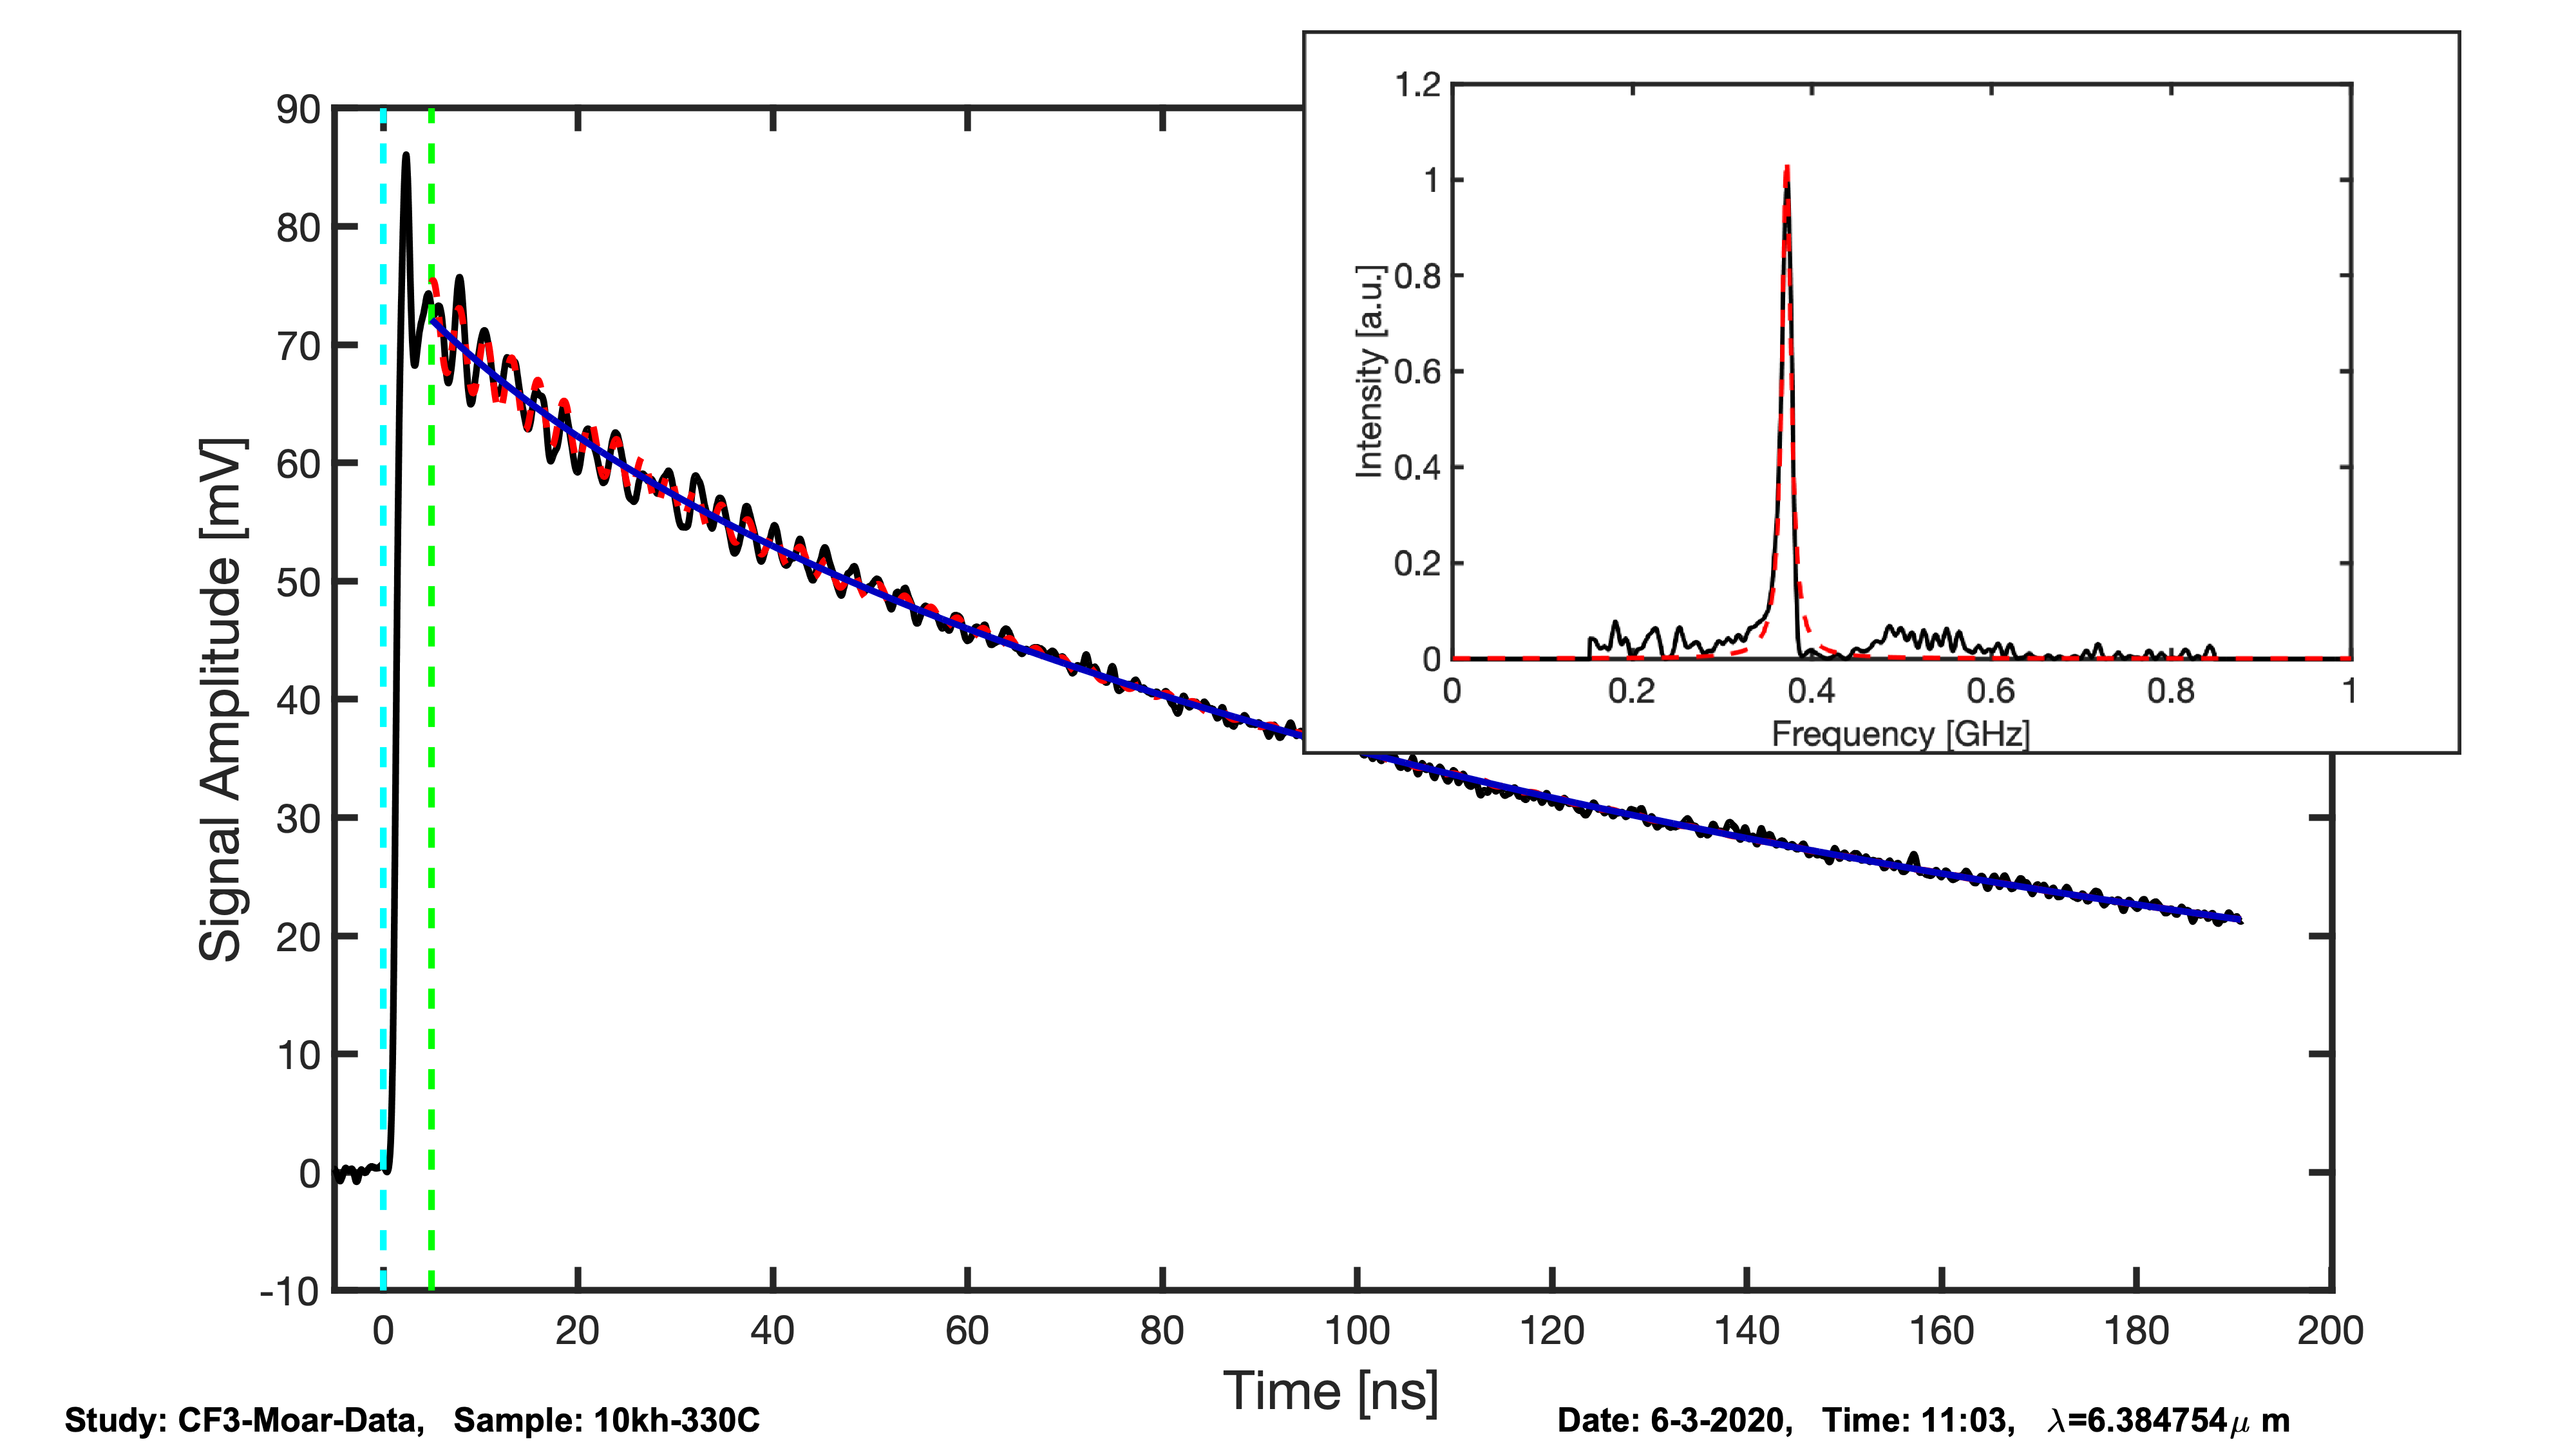 1.2
1
0.8
0.6
0.4
0.2
0
Intensity [a.u.]
0 0.2 0.4 0.6 0.8 1
Frequency [GHz]
90
80
70
60
50
40
30
20
10
0
-10
Signal Amplitude [mV]
0 20 40 60 80 100 120 140 160 180 200
Time [ns]
Study: CF3-Moar-Data, Sample: 10kh-330C
Date: 6-3-2020, Time: 11:03, λ=6.384754μ m